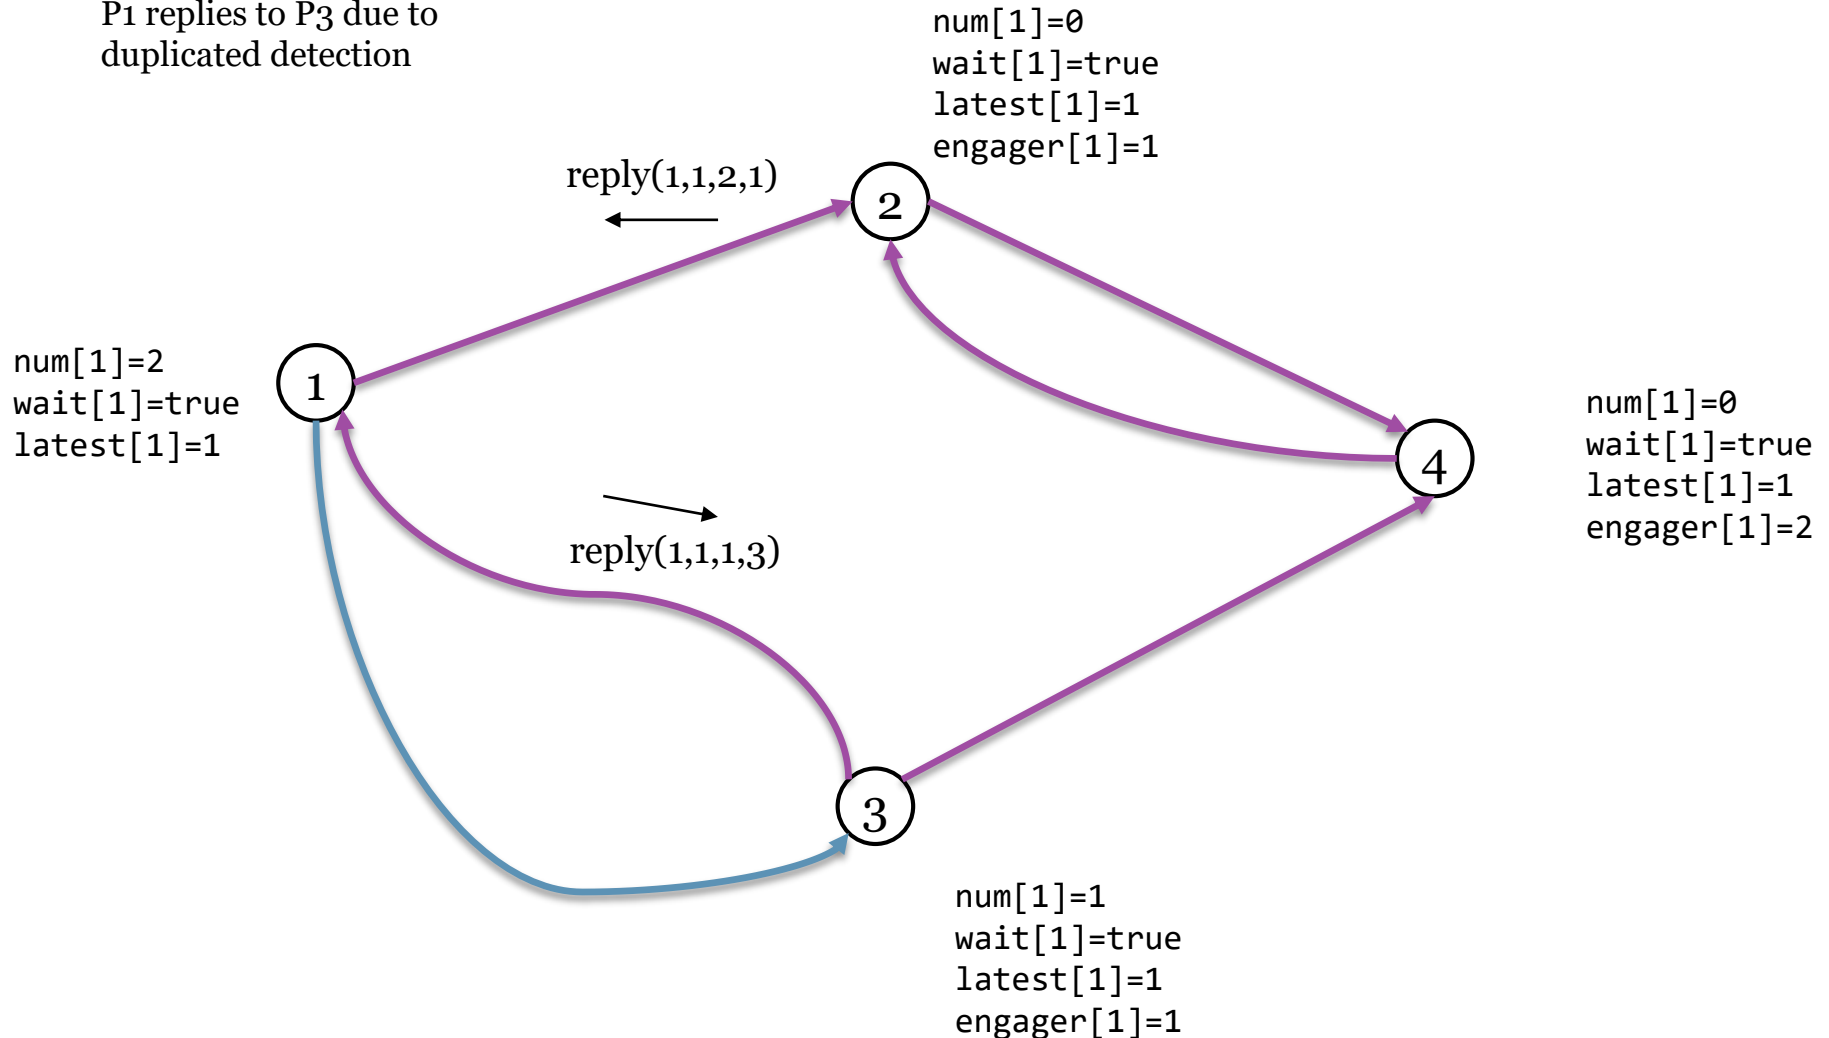 P1 replies to P3 due to
duplicated detection
num[1]=0
wait[1]=true
latest[1]=1
engager[1]=1
reply(1,1,2,1)
2
num[1]=2
wait[1]=true
latest[1]=1
1
num[1]=0
wait[1]=true
latest[1]=1
engager[1]=2
4
reply(1,1,1,3)
3
num[1]=1
wait[1]=true
latest[1]=1
engager[1]=1